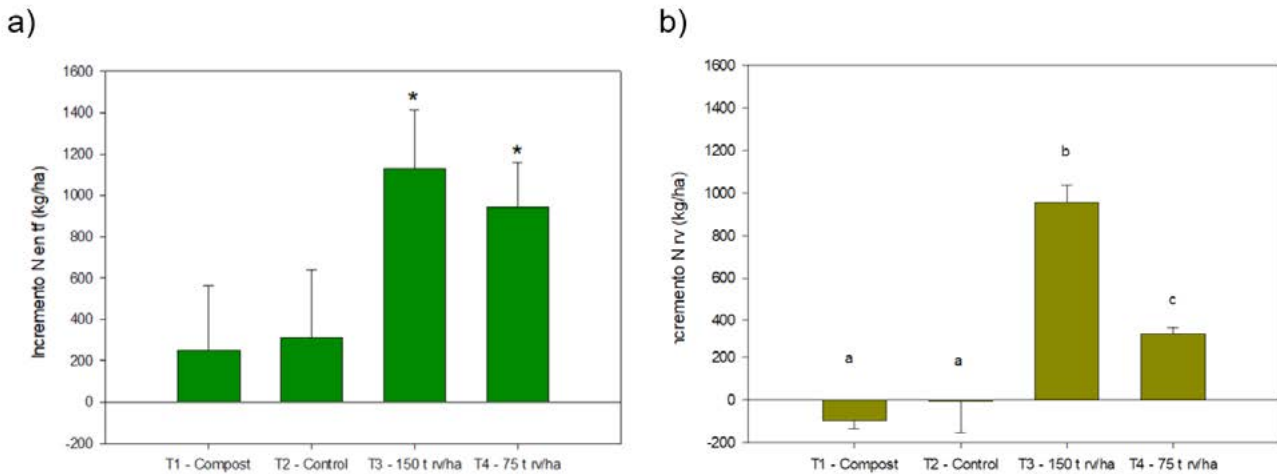 a)
Incremento N en tf (kg/ha)
1600
1400
1200
1000
800
600
400
200
0
-200
*
*
T1 - Compost T2 - Control T3 - 150 t rv/ha T4 - 75 t rv/ha
b)
ncremento N rv (kg/ha)
1600
1400
1200
1000
800
600
400
200
0
-200
a
a
b
c
T1 - Compost T2 - Control T3 - 150 t rv/ha T4 - 75 t rv/ha